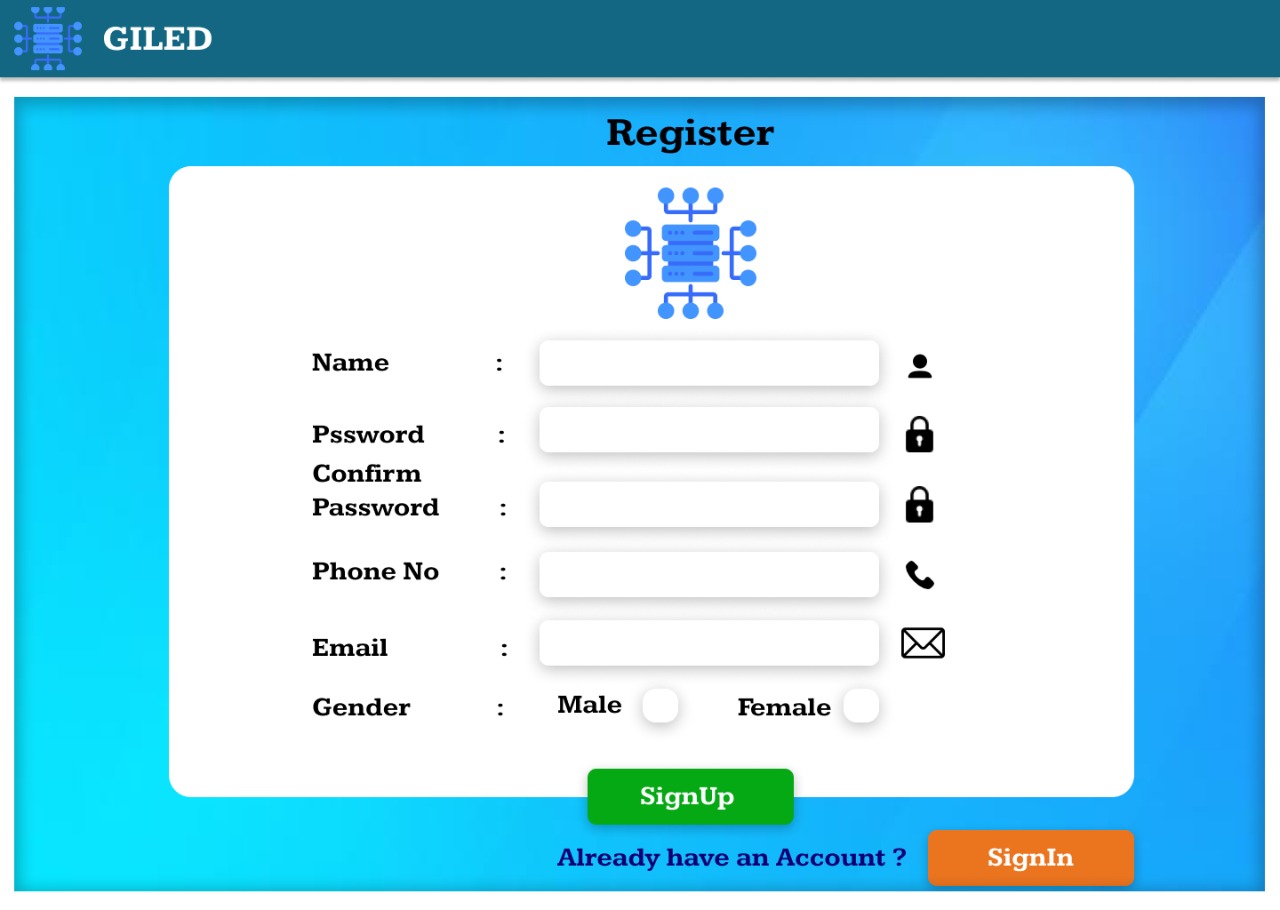 GILED
Register
Name :
Pssword :
Confirm
Password :
Phone No :
Email :
Gender : Male Female
SignUp
Already have an Account ? SignIn